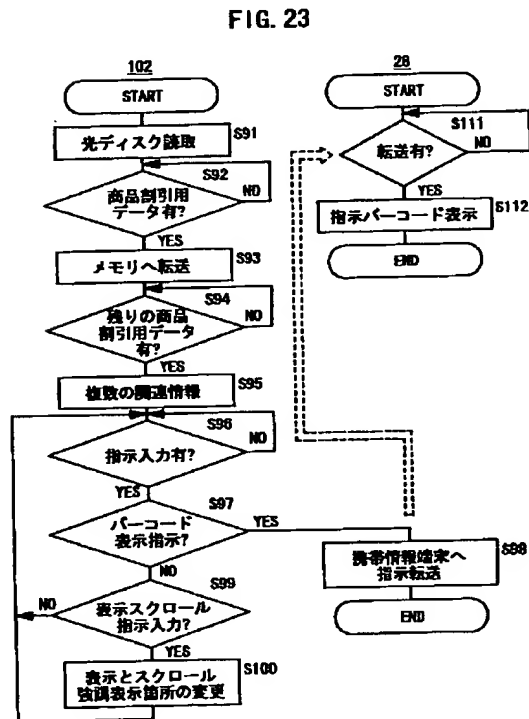 FIG. 23
102
START
光ディスク読取
S91
S92
商品割引用
データ有?
NO
YES
メモリへ転送
S93
S94
残りの商品
割引用データ
有?
NO
YES
複数の関連情報
S95
S96
指示入力有?
NO
YES
S97
バーコード
表示指示?
YES
NO
携帯情報端末へ
指示転送
S98
END
S99
表示スクロール
指示入力?
NO
YES
S100
表示とスクロール
強調表示箇所の変更
28
START
S111
転送有?
NO
YES
指示バーコード表示
S112
END